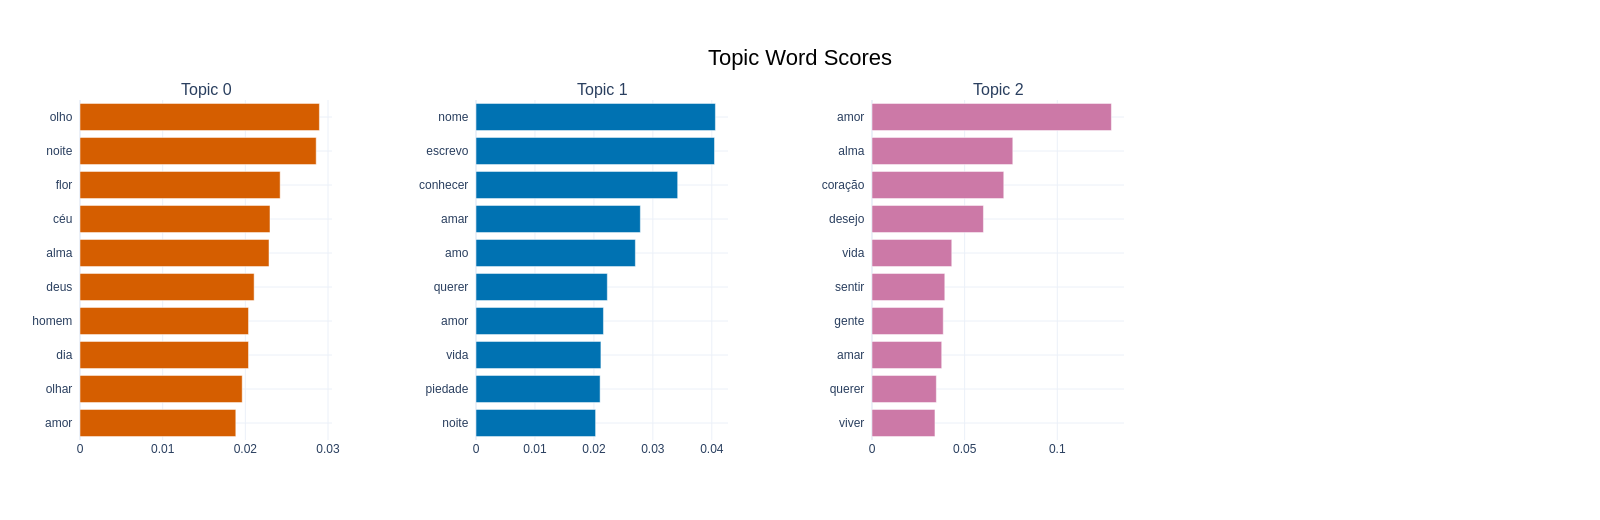 Topic Word Scores
Topic 0
olho
noite
flor
céu
alma
deus
homem
dia
olhar
amor
0 0.01 0.02 0.03
Topic 1
nome
escrevo
conhecer
amar
amo
querer
amor
vida
piedade
noite
0 0.01 0.02 0.03 0.04
Topic 2
amor
alma
coração
desejo
vida
sentir
gente
amar
querer
viver
0 0.05 0.1